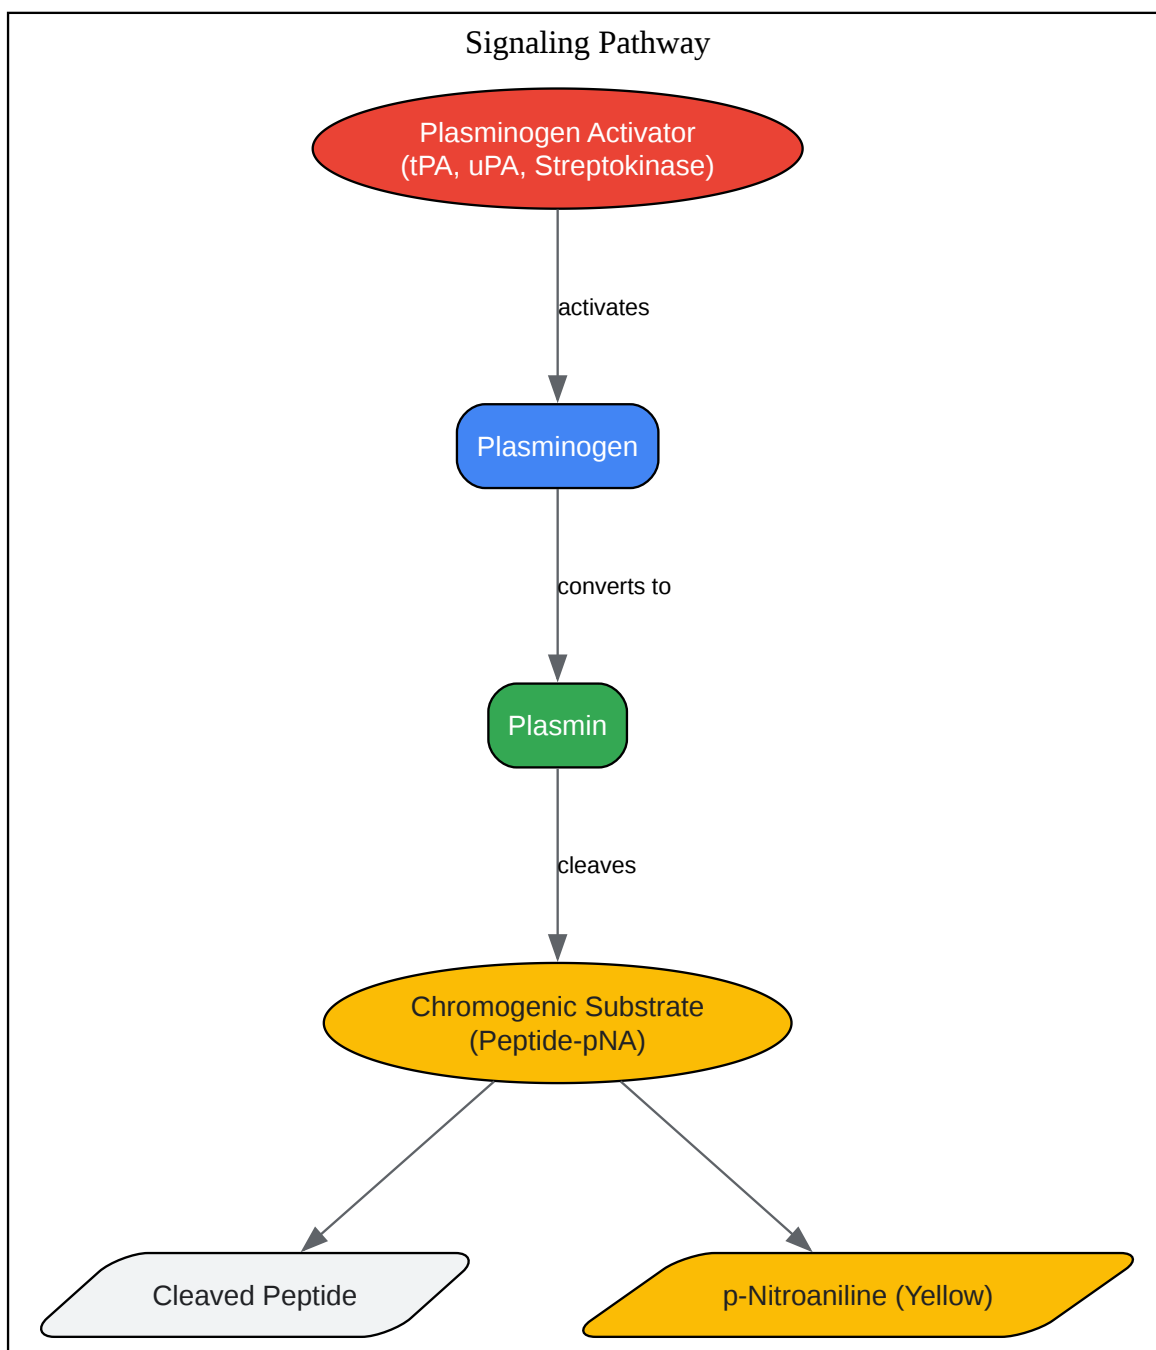 Signaling Pathway
Plasminogen Activator
(tPA, uPA, Streptokinase)
activates
Plasminogen
converts to
Plasmin
cleaves
Chromogenic Substrate
(Peptide-pNA)
Cleaved Peptide
p-Nitroaniline (Yellow)